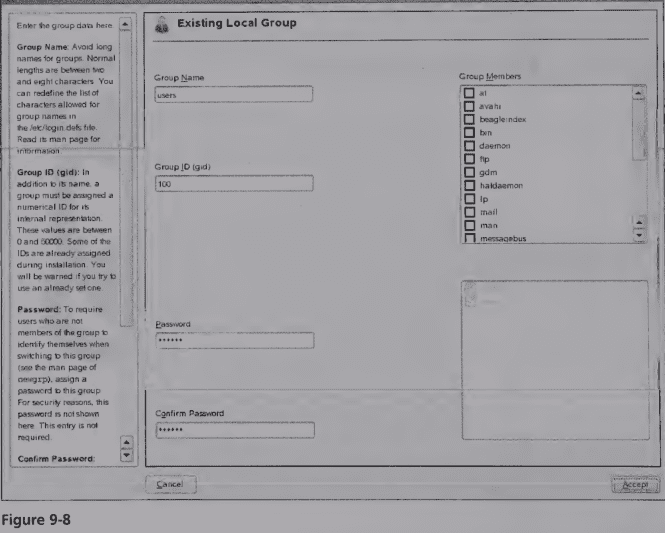 Enter the group data here.
Group Name: Avoid long
names for groups. Normal
lengths are between two
and eight characters. You
can redefine the list of
characters allowed for
group names in
the /etc/login.defs file.
Read its man page for
information.
Group ID (gid): In
addition to its name, a
group must be assigned a
numerical ID for its
internal representation.
These values are between
0 and 60000. Some of the
IDs are already assigned
during installation. You
will be warned if you try to
use an already set one.
Password: To require
users who are not
members of the group to
identify themselves when
switching to this group
(see the man page of
newgrp), assign a
password to this group.
For security reasons, this
password is not shown
here. This entry is not
required.
Confirm Password:
Existing Local Group
Group Name
users
Group ID (gid)
100
Password
******
Confirm Password
******
Group Members
at
avahi
beagleindex
bin
daemon
ftp
gdm
haldaemon
lp
mail
man
messagebus
Cancel
Accept
Figure 9-8